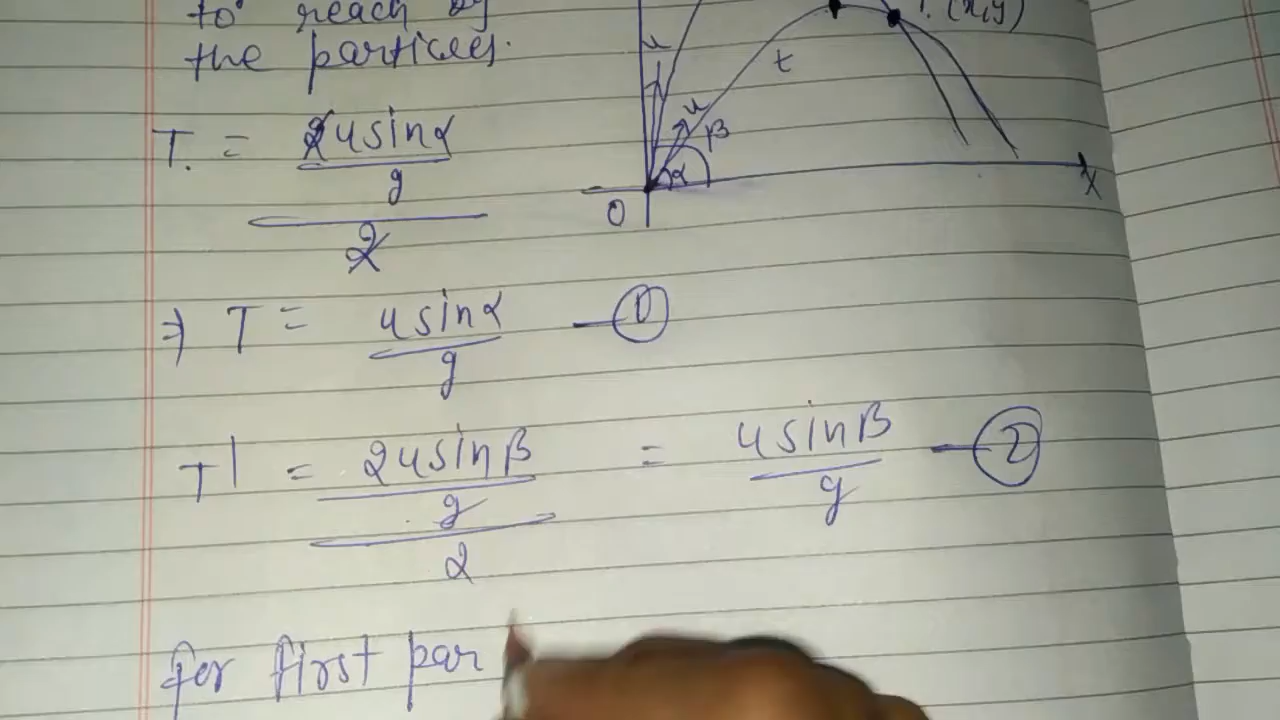 to reach by
the particles.
T. = 2usinα/g / 2
⇒ T = usinα/g — ①
T' = 2usinβ/g / 2 = usinβ/g — ②
for first par
P. (x,y)
u
t
u
β
α
O
X